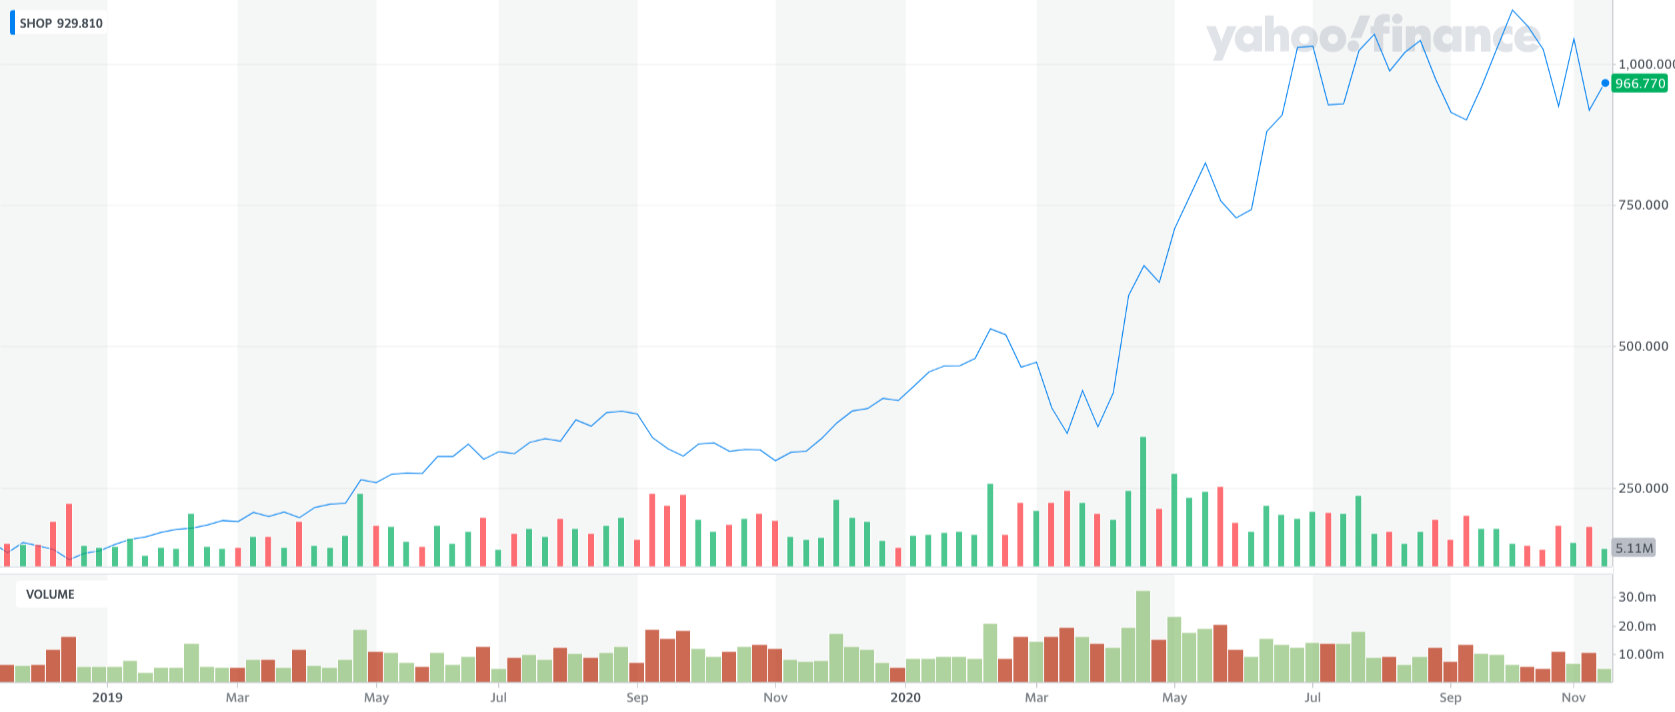 SHOP 929.810
yahoo!finance
1,000.000
966.770
750.000
500.000
250.000
5.11M
VOLUME
30.0m
20.0m
10.00m
2019 Mar May Jul Sep Nov 2020 Mar May Jul Sep Nov